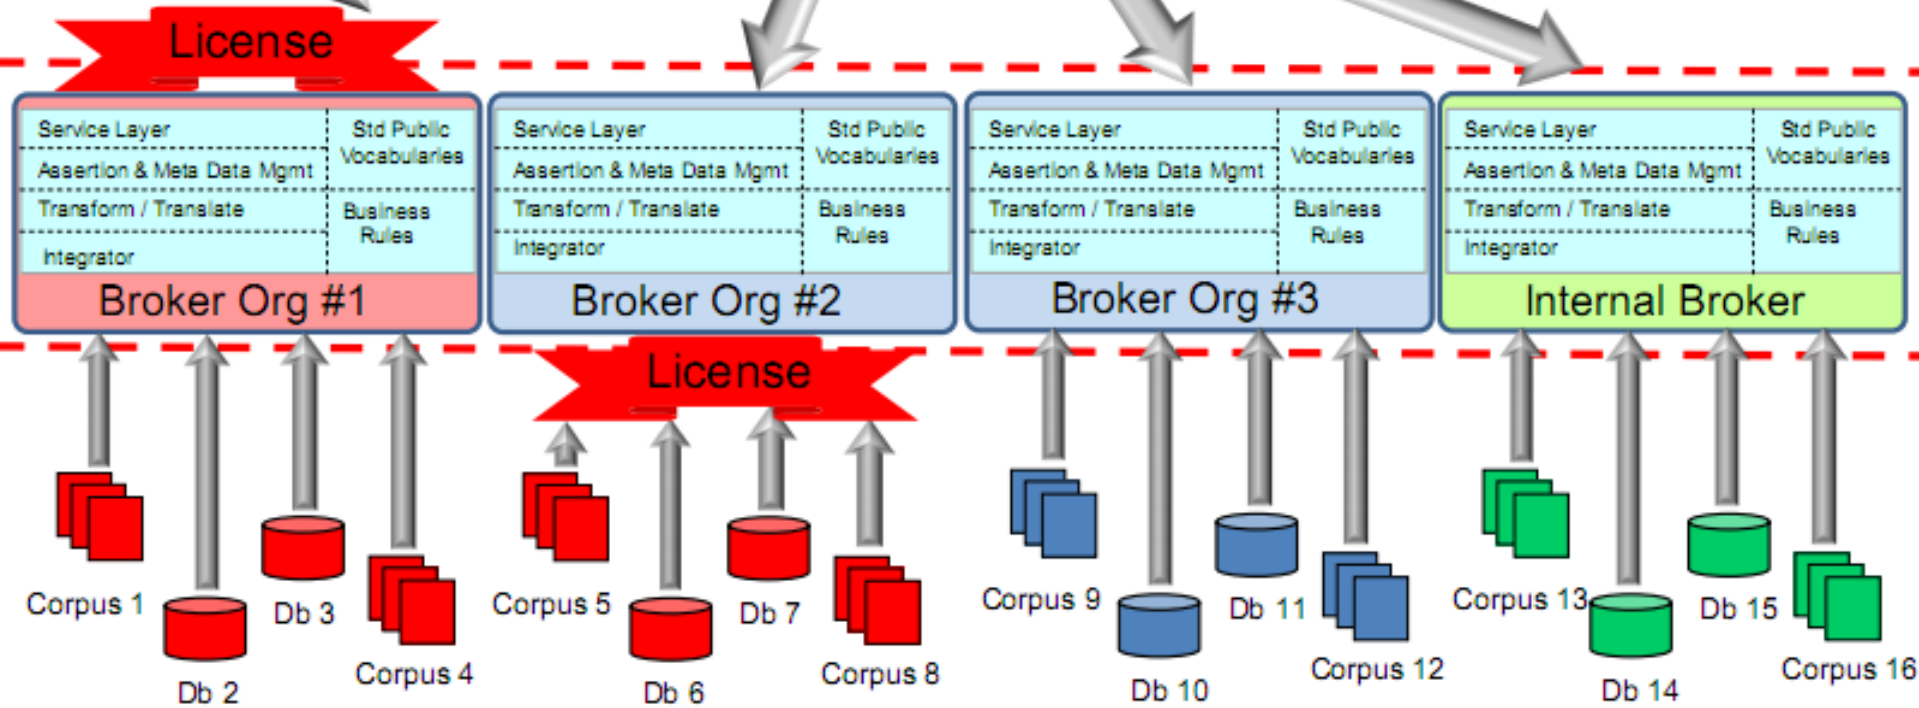 License
Service Layer
Assertion & Meta Data Mgmt
Transform / Translate
Integrator
Std Public
Vocabularies
Business
Rules
Broker Org #1
Service Layer
Assertion & Meta Data Mgmt
Transform / Translate
Integrator
Std Public
Vocabularies
Business
Rules
Broker Org #2
Service Layer
Assertion & Meta Data Mgmt
Transform / Translate
Integrator
Std Public
Vocabularies
Business
Rules
Broker Org #3
Service Layer
Assertion & Meta Data Mgmt
Transform / Translate
Integrator
Std Public
Vocabularies
Business
Rules
Internal Broker
License
Corpus 1
Db 2
Db 3
Corpus 4
Corpus 5
Db 6
Db 7
Corpus 8
Corpus 9
Db 10
Db 11
Corpus 12
Corpus 13
Db 14
Db 15
Corpus 16